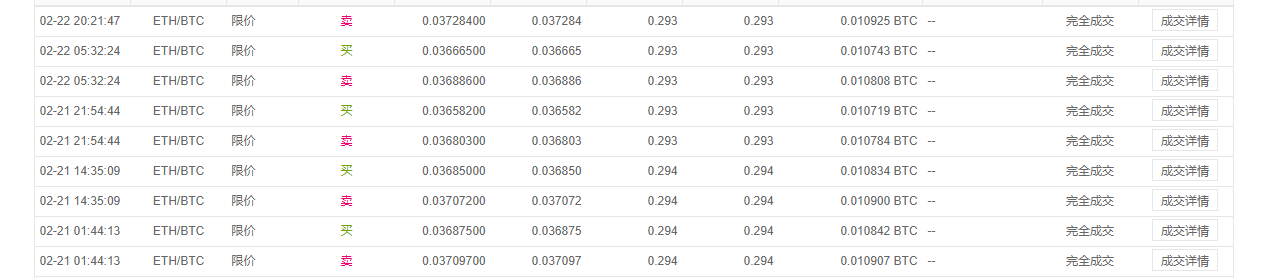 02-22 20:21:47 ETH/BTC 限价 卖 0.03728400 0.037284 0.293 0.293 0.010925 BTC -- 完全成交 成交详情
02-22 05:32:24 ETH/BTC 限价 买 0.03666500 0.036665 0.293 0.293 0.010743 BTC -- 完全成交 成交详情
02-22 05:32:24 ETH/BTC 限价 卖 0.03688600 0.036886 0.293 0.293 0.010808 BTC -- 完全成交 成交详情
02-21 21:54:44 ETH/BTC 限价 买 0.03658200 0.036582 0.293 0.293 0.010719 BTC -- 完全成交 成交详情
02-21 21:54:44 ETH/BTC 限价 卖 0.03680300 0.036803 0.293 0.293 0.010784 BTC -- 完全成交 成交详情
02-21 14:35:09 ETH/BTC 限价 买 0.03685000 0.036850 0.294 0.294 0.010834 BTC -- 完全成交 成交详情
02-21 14:35:09 ETH/BTC 限价 卖 0.03707200 0.037072 0.294 0.294 0.010900 BTC -- 完全成交 成交详情
02-21 01:44:13 ETH/BTC 限价 买 0.03687500 0.036875 0.294 0.294 0.010842 BTC -- 完全成交 成交详情
02-21 01:44:13 ETH/BTC 限价 卖 0.03709700 0.037097 0.294 0.294 0.010907 BTC -- 完全成交 成交详情